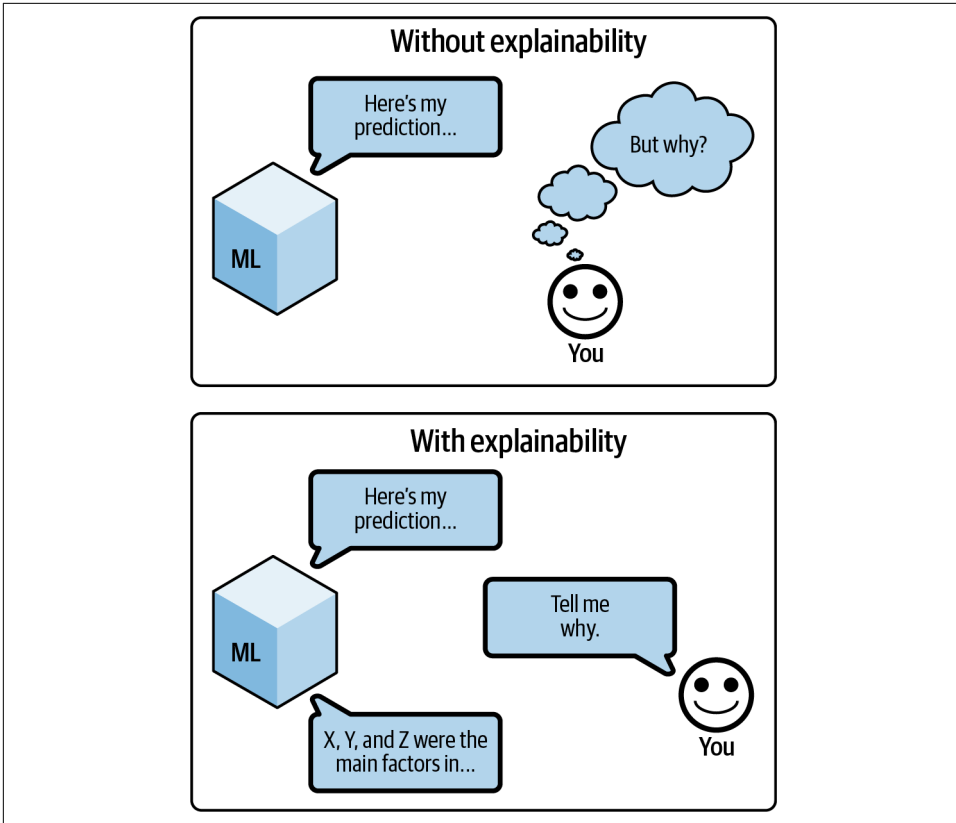 Without explainability
Here's my
prediction...
But why?
ML
You
With explainability
Here's my
prediction...
Tell me
why.
ML
You
X, Y, and Z were the
main factors in...